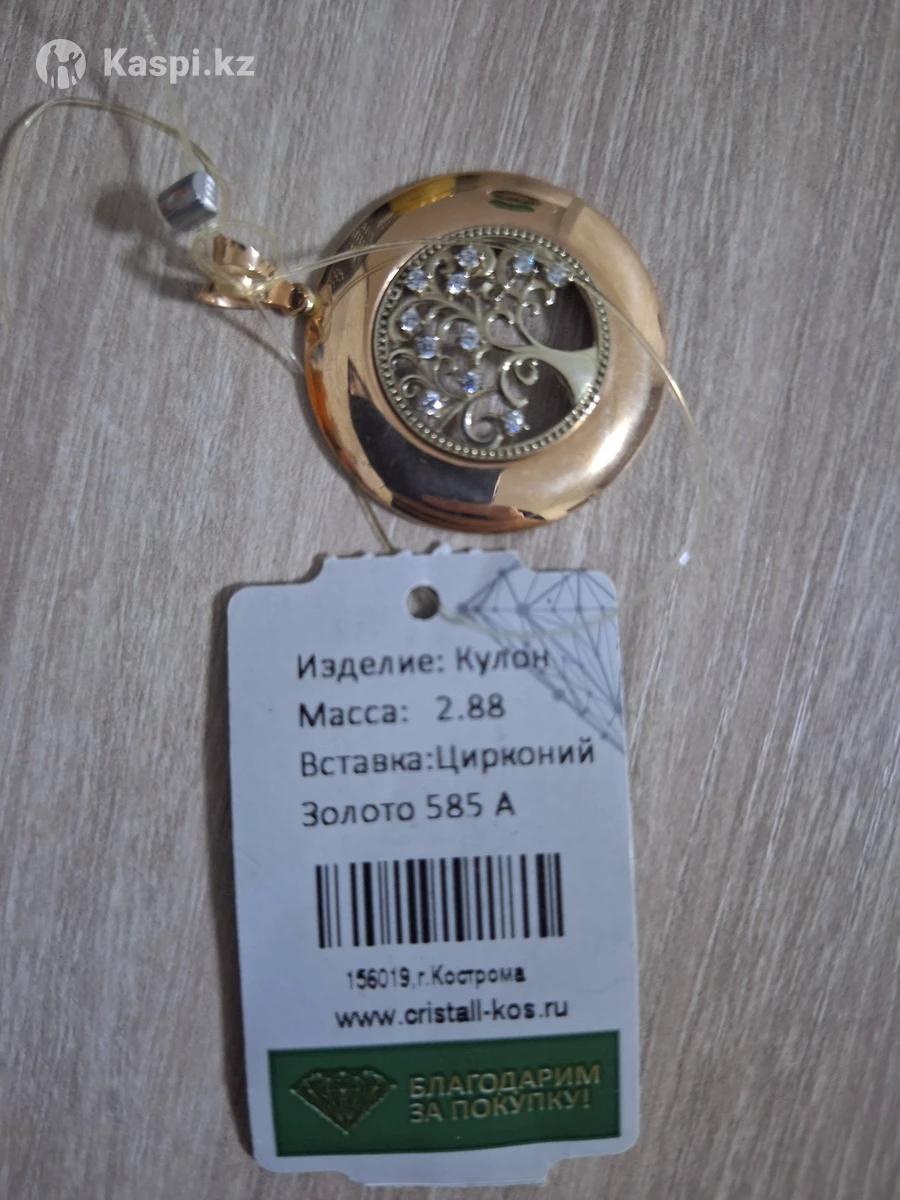 Kaspi.kz
Изделие: Кулон
Масса: 2.88
Вставка:Цирконий
Золото 585 А
156019,г.Кострома
www.cristall-kos.ru
БЛАГОДАРИМ
ЗА ПОКУПКУ!